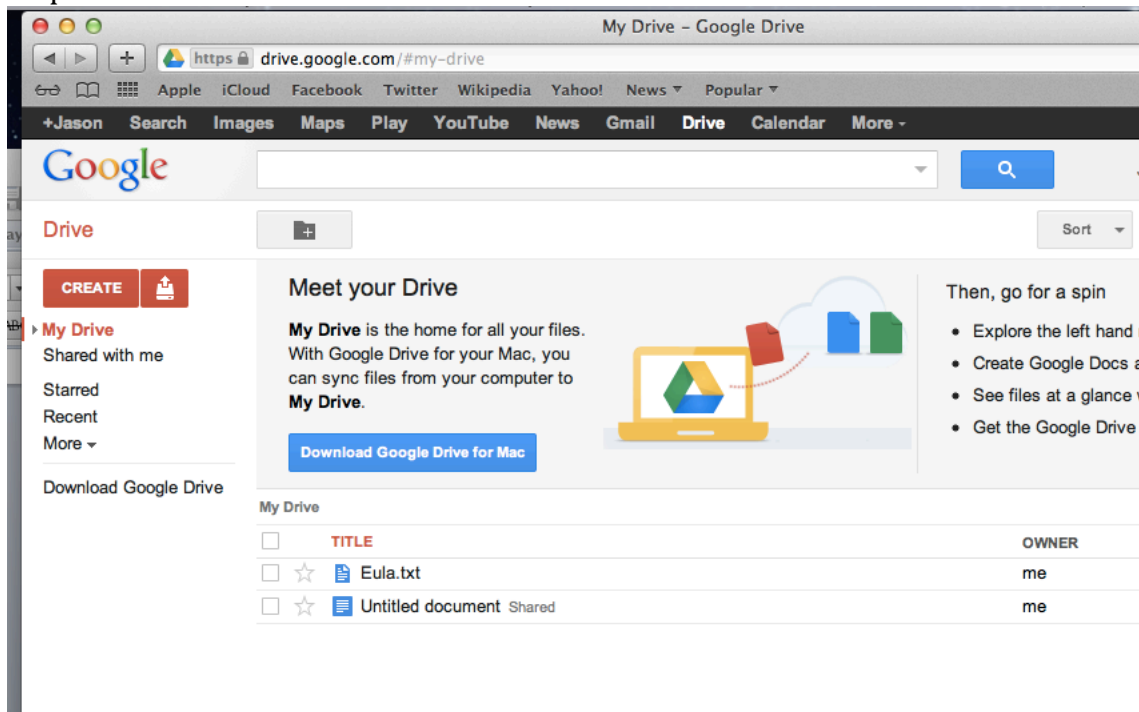 My Drive – Google Drive
https drive.google.com/#my-drive
Apple iCloud Facebook Twitter Wikipedia Yahoo! News Popular
+Jason Search Images Maps Play YouTube News Gmail Drive Calendar More
Google
Drive
Sort
CREATE
My Drive
Shared with me
Starred
Recent
More
Download Google Drive
Meet your Drive
My Drive is the home for all your files.
With Google Drive for your Mac, you
can sync files from your computer to
My Drive.
Download Google Drive for Mac
Then, go for a spin
• Explore the left hand
• Create Google Docs
• See files at a glance
• Get the Google Drive
My Drive
TITLE OWNER
Eula.txt me
Untitled document Shared me